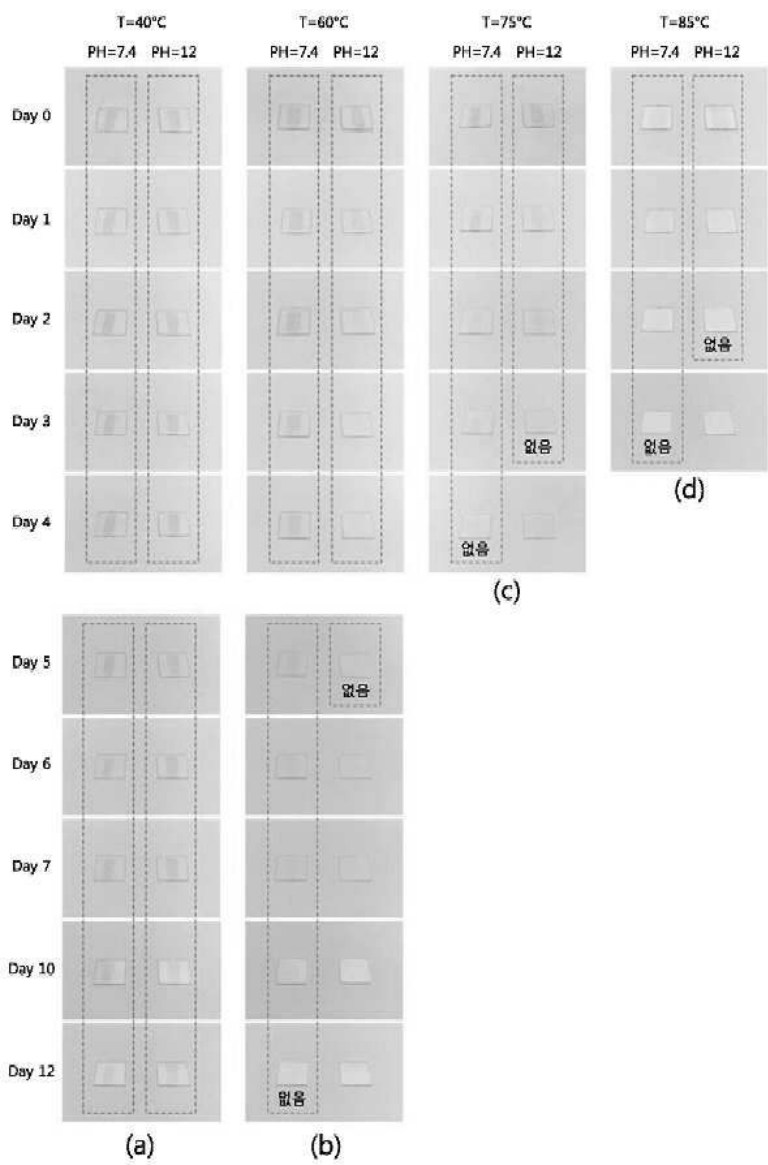 T=40°C T=60°C T=75°C T=85°C
PH=7.4 PH=12 PH=7.4 PH=12 PH=7.4 PH=12 PH=7.4 PH=12
Day 0
Day 1
Day 2
없음
Day 3
없음 없음
Day 4
없음
(d)
(c)
Day 5
없음
Day 6
Day 7
Day 10
Day 12
없음
(a) (b)